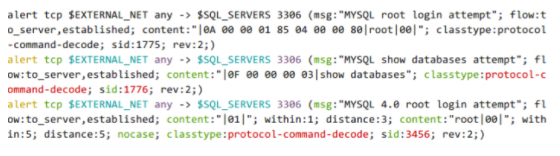 alert tcp $EXTERNAL_NET any -> $SQL_SERVERS 3306 (msg:"MYSQL root login attempt"; flow:t
o_server,established; content:"|0A 00 00 01 85 04 00 00 80|root|00|"; classtype:protocol
-command-decode; sid:1775; rev:2;)
alert tcp $EXTERNAL_NET any -> $SQL_SERVERS 3306 (msg:"MYSQL show databases attempt"; fl
ow:to_server,established; content:"|0F 00 00 00 03|show databases"; classtype:protocol-c
ommand-decode; sid:1776; rev:2;)
alert tcp $EXTERNAL_NET any -> $SQL_SERVERS 3306 (msg:"MYSQL 4.0 root login attempt"; fl
ow:to_server,established; content:"|01|"; within:1; distance:3; content:"root|00|"; with
in:5; distance:5; nocase; classtype:protocol-command-decode; sid:3456; rev:2;)